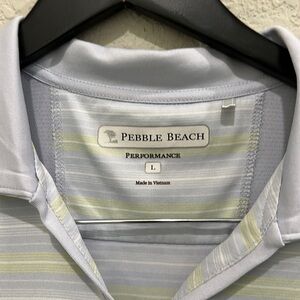 PEBBLE BEACH
PERFORMANCE
L
Made in Vietnam